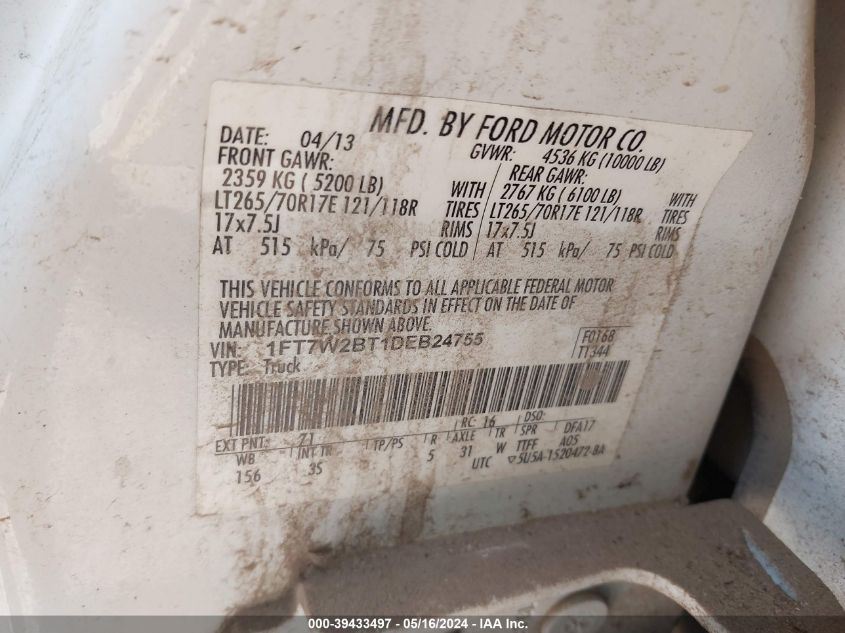 MFD. BY FORD MOTOR CO.
DATE: 04/13 GVWR: 4536 KG (10000 LB)
FRONT GAWR: REAR GAWR:
2359 KG ( 5200 LB) WITH 2767 KG ( 6100 LB) WITH
LT265/70R17E 121/118R TIRES LT265/70R17E 121/118R TIRES
17x7.5J RIMS 17x7.5J RIMS
AT 515 kPa/ 75 PSI COLD AT 515 kPa/ 75 PSI COLD
THIS VEHICLE CONFORMS TO ALL APPLICABLE FEDERAL MOTOR
VEHICLE SAFETY STANDARDS IN EFFECT ON THE DATE OF
MANUFACTURE SHOWN ABOVE.
VIN: 1FT7W2BT1DEB24755 F0168
TYPE: Truck T1344
RC: 16 DSO:
EXT PNT: Z1
WB INT TR TP/PS R AXLE TR SPR DFA17
156 3S 5 31 W TTFF A05
UTC ▽5U5A-1520472-BA
000-39433497 - 05/16/2024 - IAA Inc.